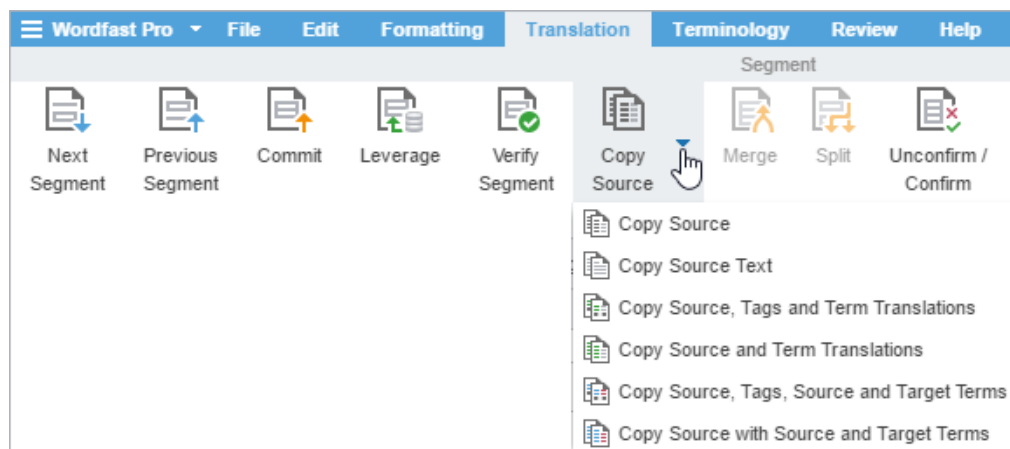 Wordfast Pro File Edit Formatting Translation Terminology Review Help
Segment
Next Segment
Previous Segment
Commit
Leverage
Verify Segment
Copy Source
Merge
Split
Unconfirm / Confirm
Copy Source
Copy Source Text
Copy Source, Tags and Term Translations
Copy Source and Term Translations
Copy Source, Tags, Source and Target Terms
Copy Source with Source and Target Terms